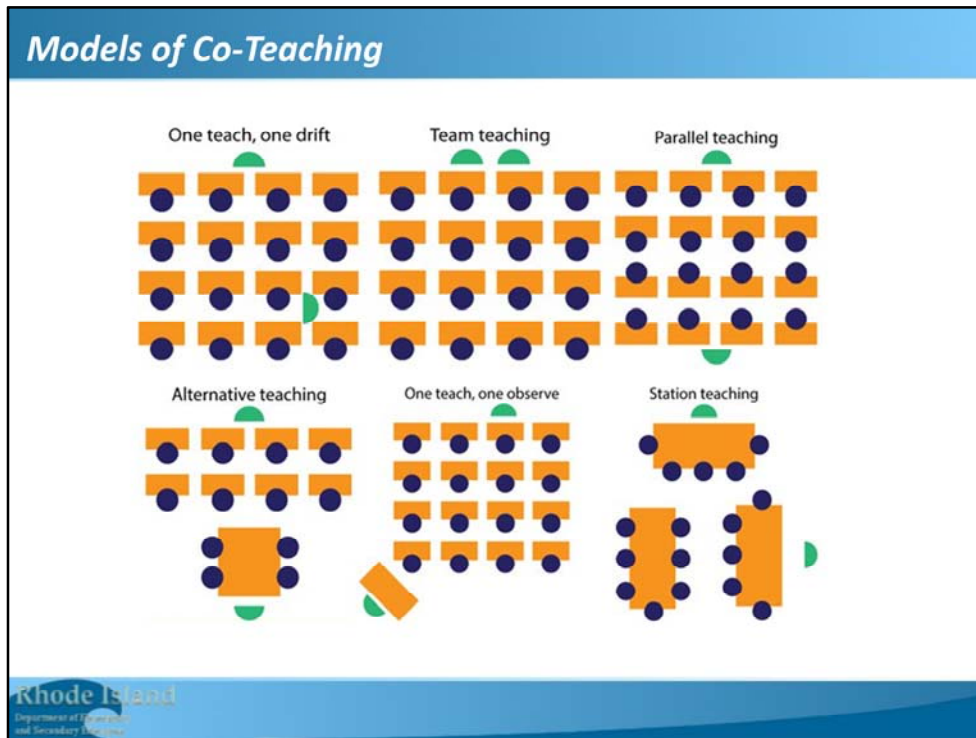 Models of Co-Teaching
One teach, one drift
Team teaching
Parallel teaching
Alternative teaching
One teach, one observe
Station teaching
Rhode Island
Department of
and Secondary